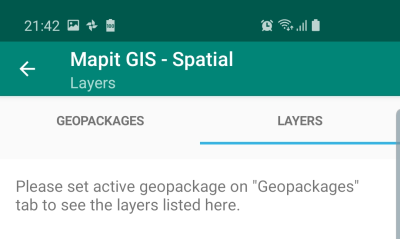 21:42
Mapit GIS - Spatial
Layers
GEOPACKAGES LAYERS
Please set active geopackage on "Geopackages"
tab to see the layers listed here.